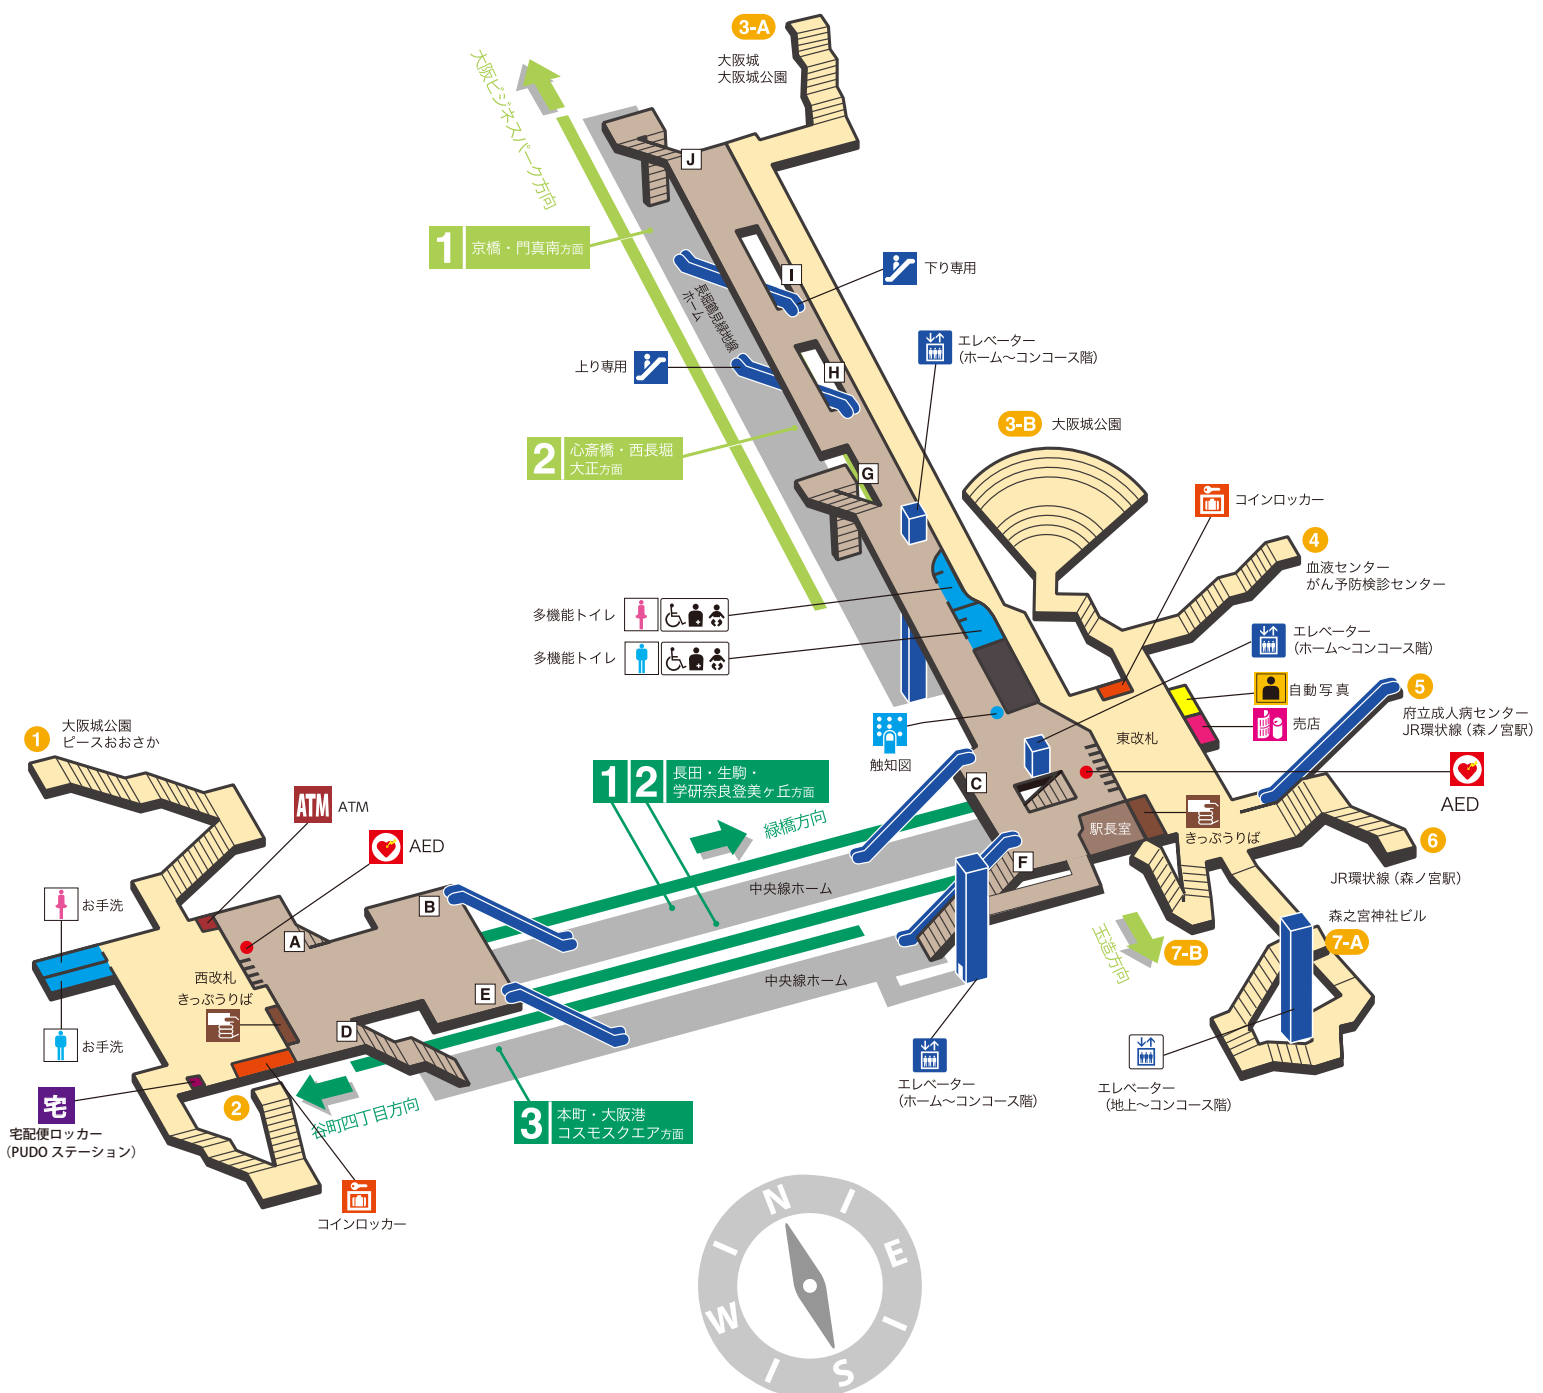 3-A
大阪城
大阪城公園
大阪ビジネスパーク方向
J
1 京橋・門真南方面
I
下り専用
長堀鶴見緑地線
ホーム
エレベーター
（ホーム〜コンコース階）
上り専用
H
3-B 大阪城公園
2 心斎橋・西長堀
大正方面
G
コインロッカー
4
血液センター
がん予防検診センター
多機能トイレ
エレベーター
（ホーム〜コンコース階）
多機能トイレ
自動写真
5
府立成人病センター
JR環状線（森ノ宮駅）
売店
1
大阪城公園
ピースおおさか
触知図
東改札
1 2 長田・生駒・
学研奈良登美ヶ丘方面
C
AED
ATM ATM
緑橋方向
駅長室
きっぷうりば
6
AED
F
JR環状線（森ノ宮駅）
お手洗
B
中央線ホーム
森之宮神社ビル
A
7-A
7-B
玉造方向
西改札
きっぷうりば
中央線ホーム
E
D
お手洗
エレベーター
（ホーム〜コンコース階）
エレベーター
（地上〜コンコース階）
宅
宅配便ロッカー
（PUDO ステーション）
2
谷町四丁目方向
3 本町・大阪港
コスモスクエア方面
コインロッカー
N
E
W
S